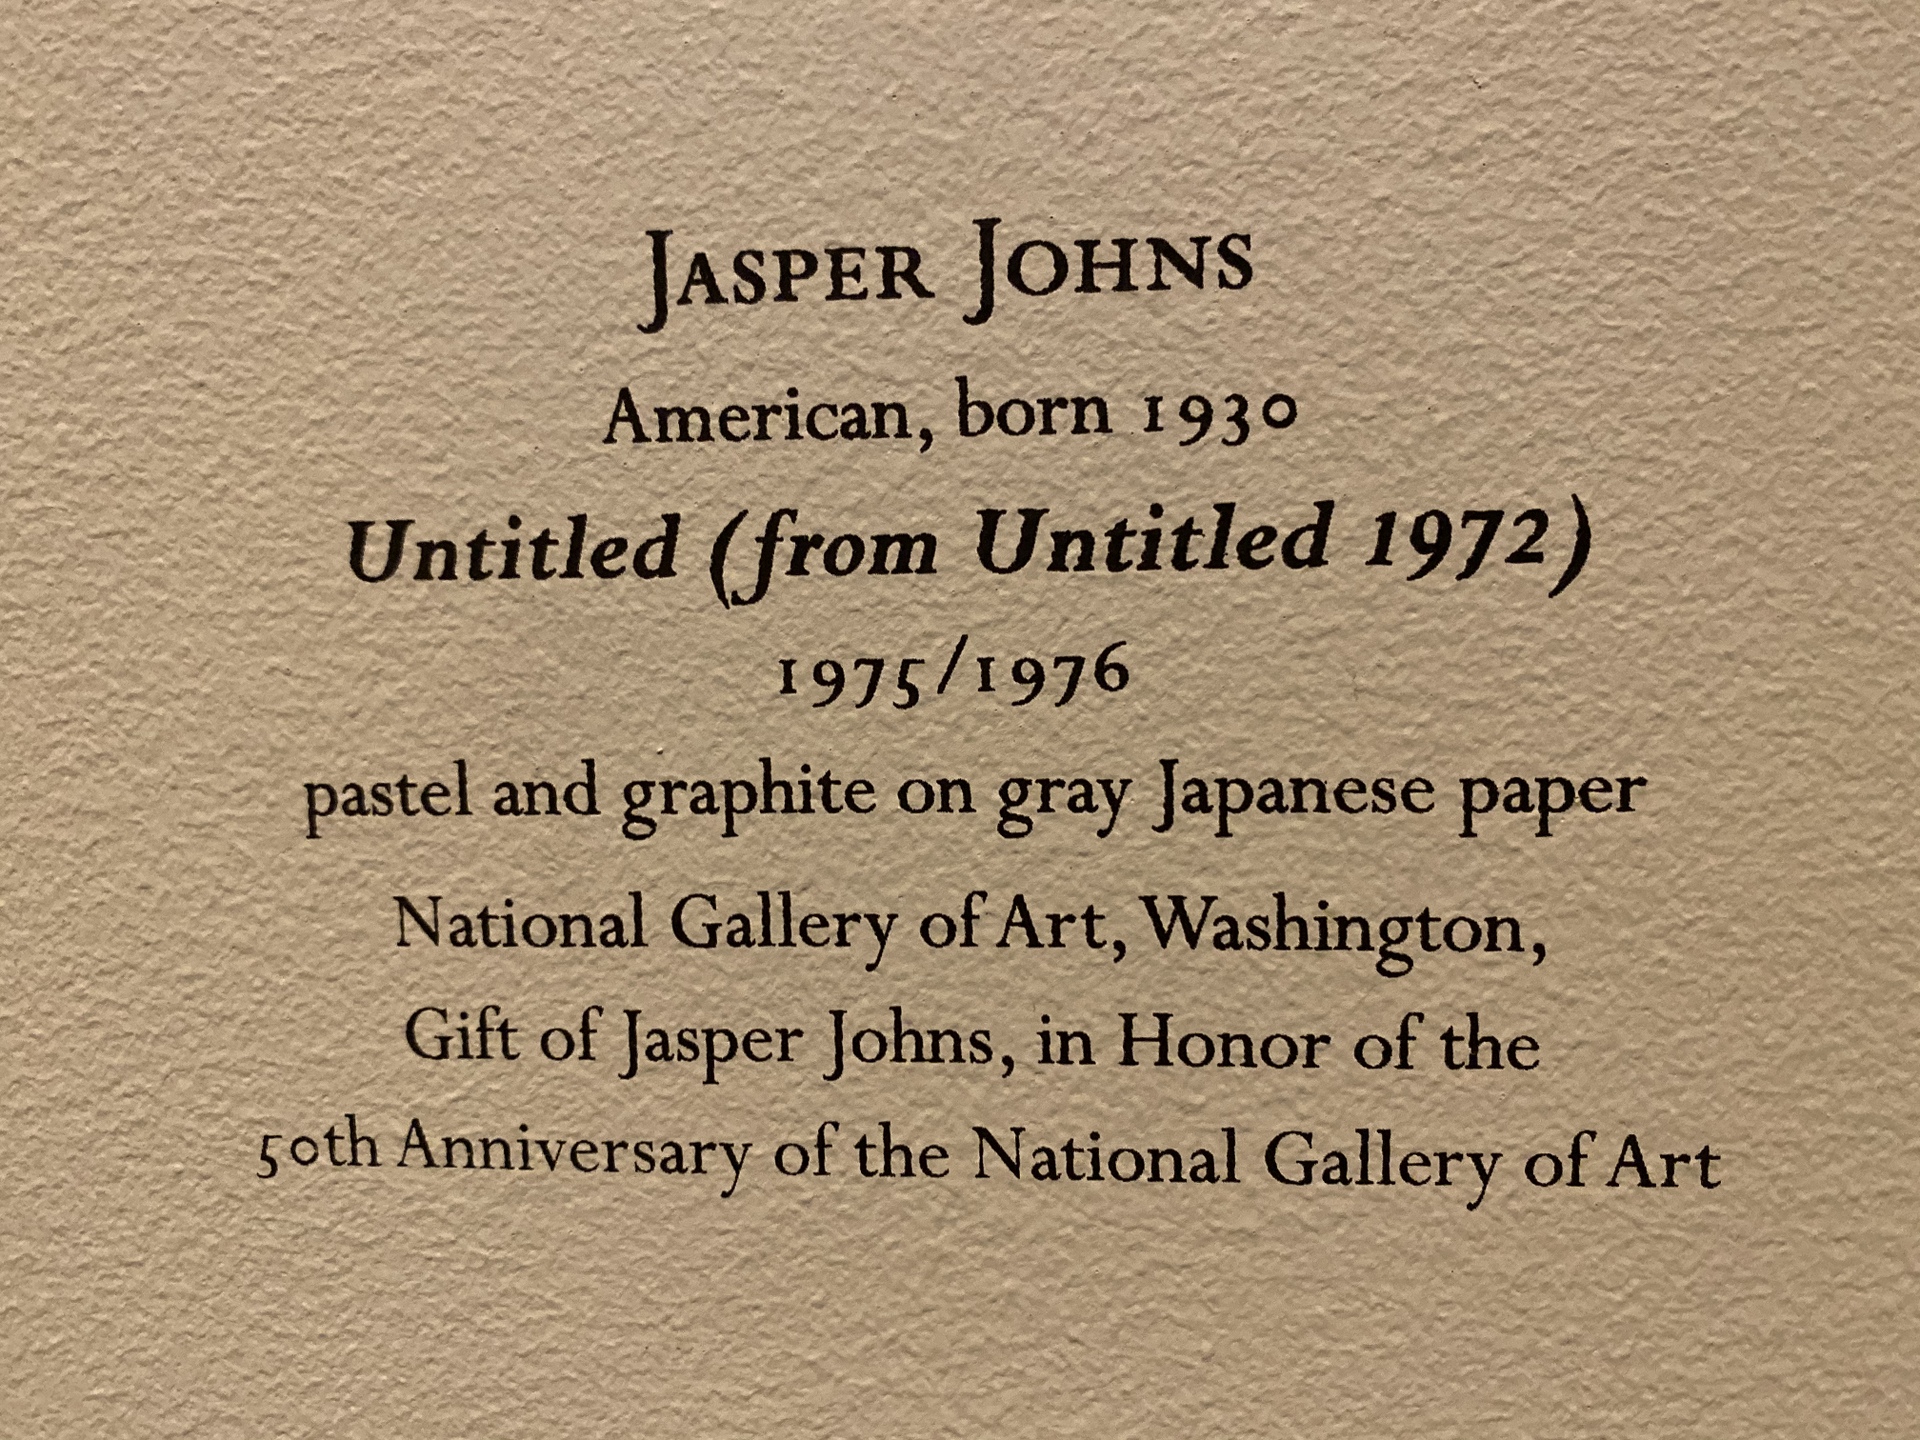 JASPER JOHNS
American, born 1930
Untitled (from Untitled 1972)
1975/1976
pastel and graphite on gray Japanese paper
National Gallery of Art, Washington,
Gift of Jasper Johns, in Honor of the
50th Anniversary of the National Gallery of Art